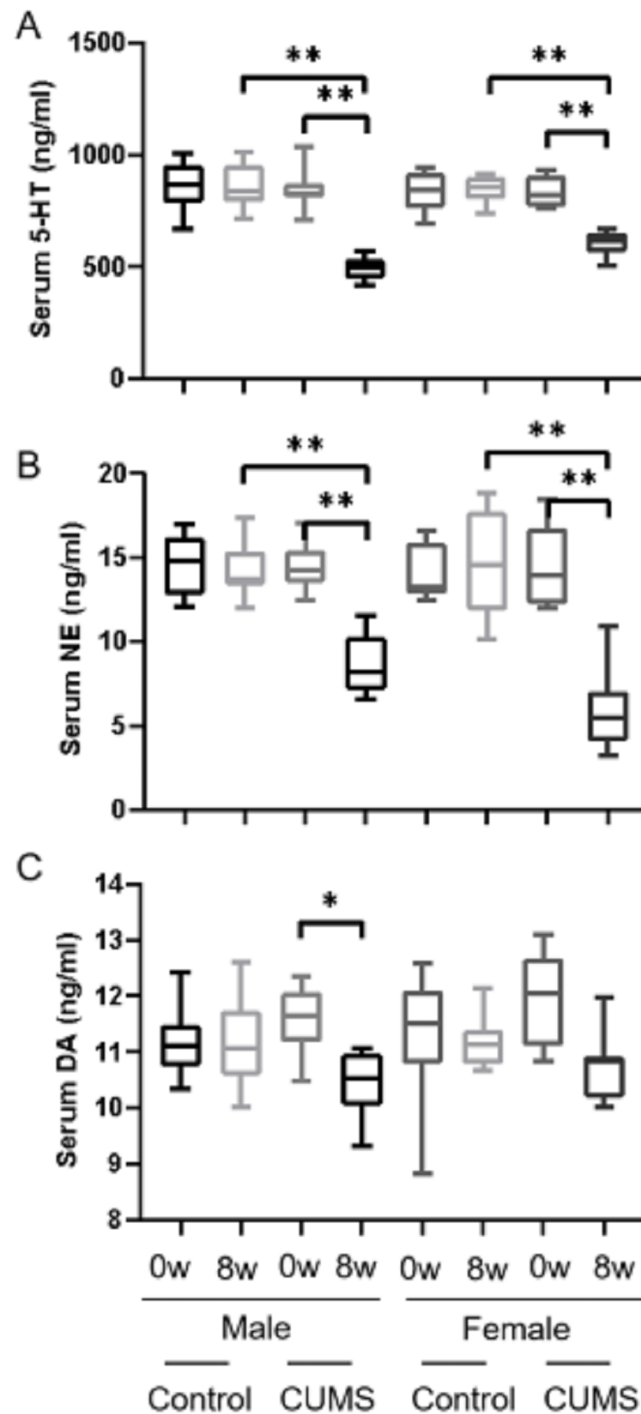 A
Serum 5-HT (ng/ml)
1500
1000
500
0
** **
** **
B
Serum NE (ng/ml)
20
15
10
5
0
** **
** **
C
Serum DA (ng/ml)
14
13
12
11
10
9
8
*
0w 8w 0w 8w 0w 8w 0w 8w
Male Female
Control CUMS Control CUMS